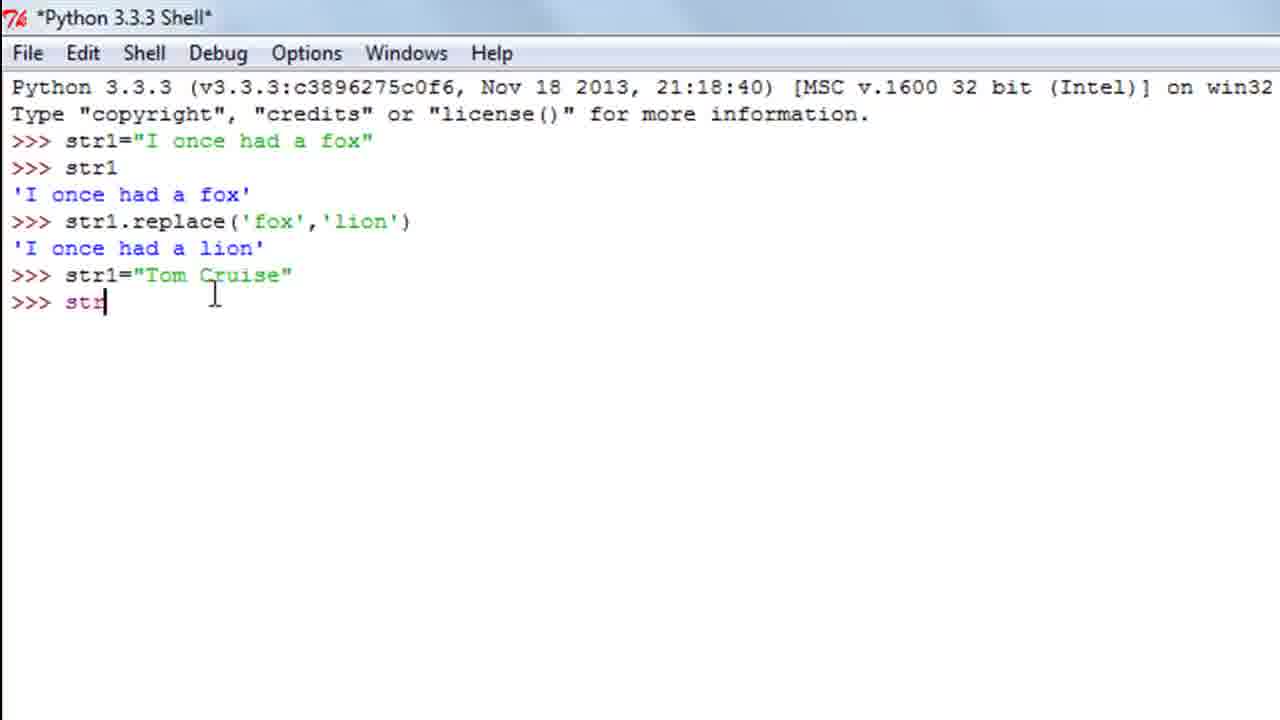 *Python 3.3.3 Shell*
File Edit Shell Debug Options Windows Help
Python 3.3.3 (v3.3.3:c3896275c0f6, Nov 18 2013, 21:18:40) [MSC v.1600 32 bit (Intel)] on win32
Type "copyright", "credits" or "license()" for more information.
>>> str1="I once had a fox"
>>> str1
'I once had a fox'
>>> str1.replace('fox','lion')
'I once had a lion'
>>> str1="Tom Cruise"
>>> str